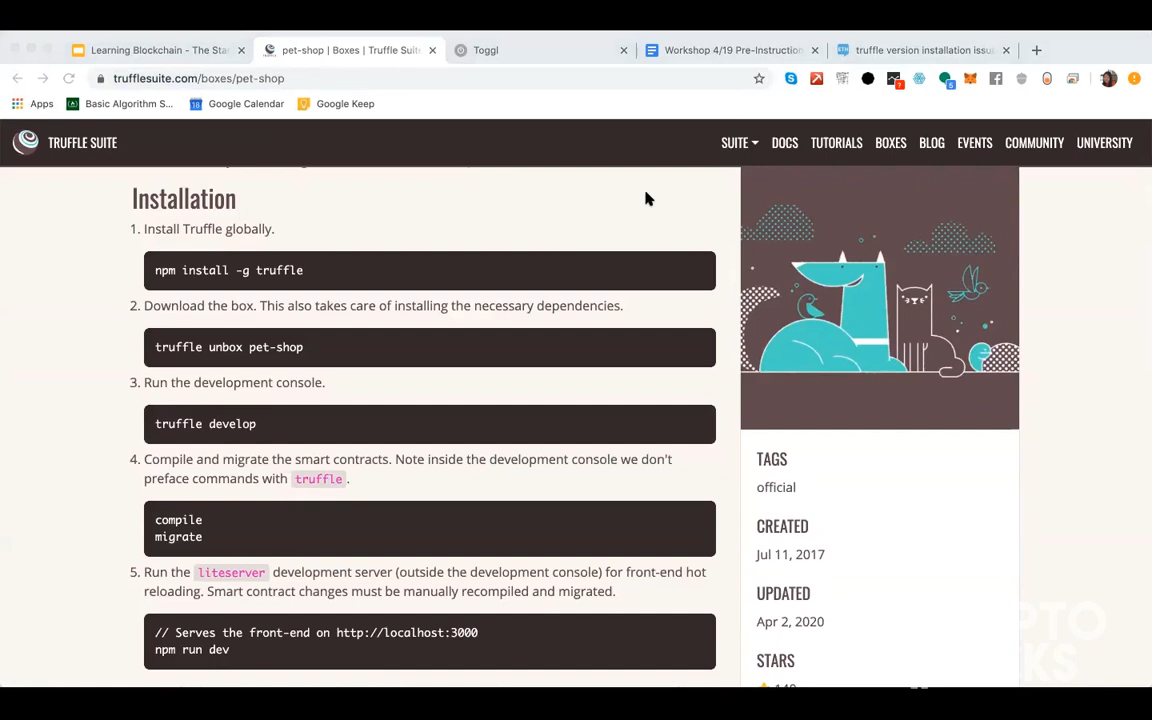 Learning Blockchain - The Sta
pet-shop | Boxes | Truffle Suite
Toggl
Workshop 4/19 Pre-Instruction
truffle version installation issu
trufflesuite.com/boxes/pet-shop
7
5
Apps
Basic Algorithm S...
18
Google Calendar
Google Keep
TRUFFLE SUITE
SUITE
DOCS
TUTORIALS
BOXES
BLOG
EVENTS
COMMUNITY
UNIVERSITY
Installation
1. Install Truffle globally.
npm install -g truffle
2. Download the box. This also takes care of installing the necessary dependencies.
truffle unbox pet-shop
3. Run the development console.
truffle develop
4. Compile and migrate the smart contracts. Note inside the development console we don't
preface commands with truffle.
compile
migrate
5. Run the liteserver development server (outside the development console) for front-end hot
reloading. Smart contract changes must be manually recompiled and migrated.
// Serves the front-end on http://localhost:3000
npm run dev
TAGS
official
CREATED
Jul 11, 2017
UPDATED
Apr 2, 2020
STARS